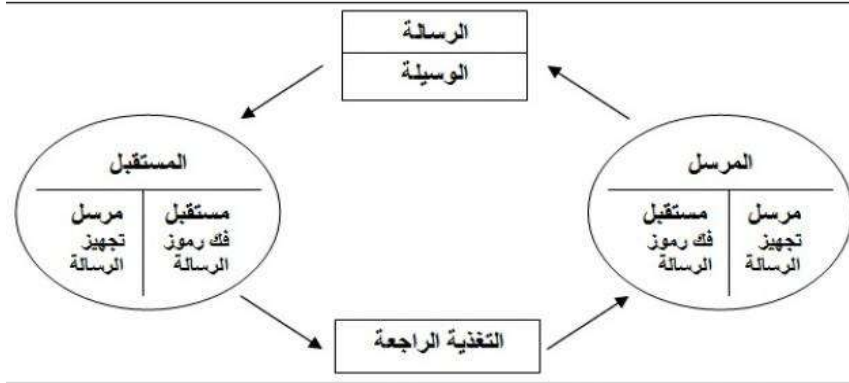 الرسالة
الوسيلة
المرسل
مرسل
تجهيز
الرسالة
مستقبل
فك رموز
الرسالة
المستقبل
مستقبل
فك رموز
الرسالة
مرسل
تجهيز
الرسالة
التغذية الراجعة